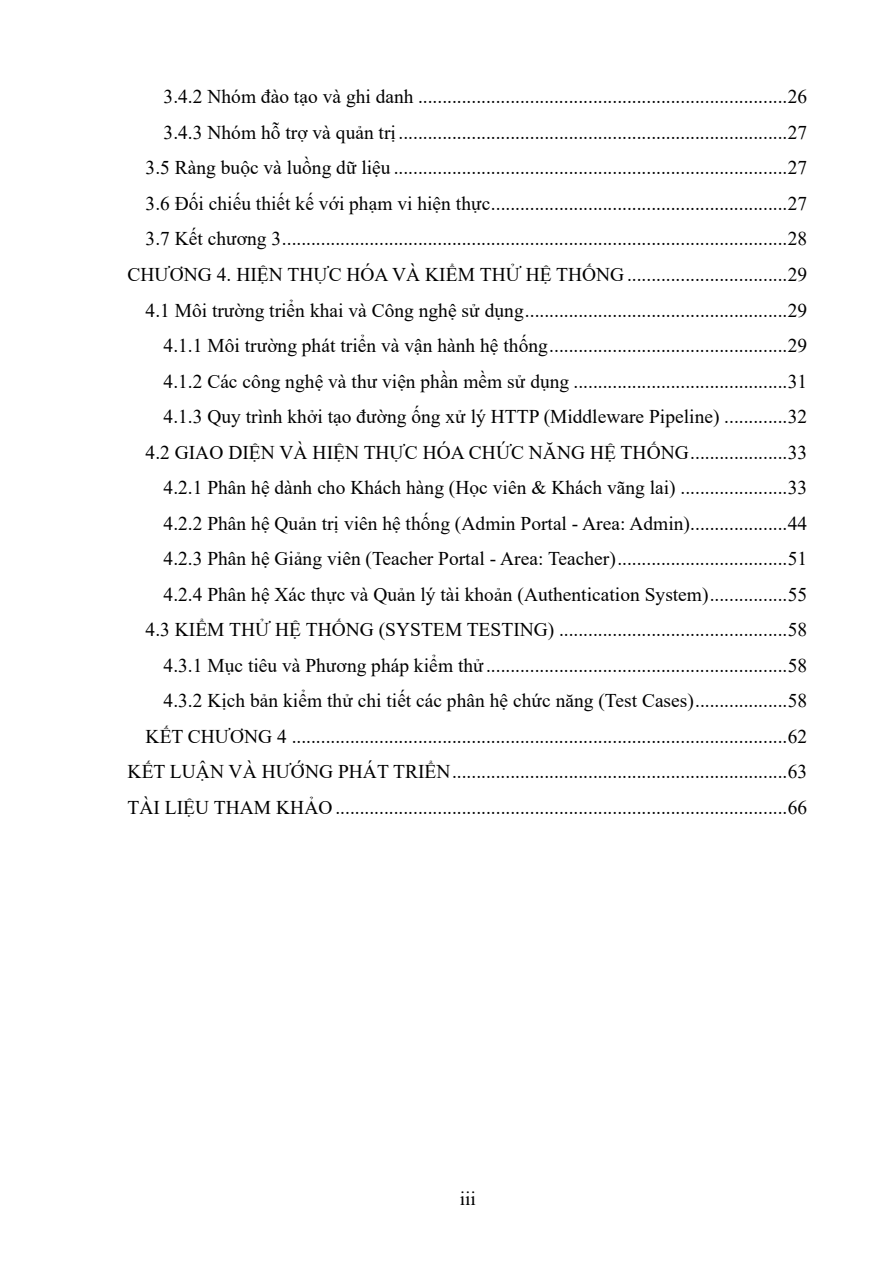 3.4.2 Nhóm đào tạo và ghi danh ............................................................................26
3.4.3 Nhóm hỗ trợ và quản trị ................................................................................27
3.5 Ràng buộc và luồng dữ liệu .................................................................................27
3.6 Đối chiếu thiết kế với phạm vi hiện thực.............................................................27
3.7 Kết chương 3........................................................................................................28
CHƯƠNG 4. HIỆN THỰC HÓA VÀ KIỂM THỬ HỆ THỐNG .................................29
4.1 Môi trường triển khai và Công nghệ sử dụng......................................................29
4.1.1 Môi trường phát triển và vận hành hệ thống.................................................29
4.1.2 Các công nghệ và thư viện phần mềm sử dụng ............................................31
4.1.3 Quy trình khởi tạo đường ống xử lý HTTP (Middleware Pipeline) .............32
4.2 GIAO DIỆN VÀ HIỆN THỰC HÓA CHỨC NĂNG HỆ THỐNG....................33
4.2.1 Phân hệ dành cho Khách hàng (Học viên & Khách vãng lai) ......................33
4.2.2 Phân hệ Quản trị viên hệ thống (Admin Portal - Area: Admin)....................44
4.2.3 Phân hệ Giảng viên (Teacher Portal - Area: Teacher)...................................51
4.2.4 Phân hệ Xác thực và Quản lý tài khoản (Authentication System)................55
4.3 KIỂM THỬ HỆ THỐNG (SYSTEM TESTING) ...............................................58
4.3.1 Mục tiêu và Phương pháp kiểm thử ..............................................................58
4.3.2 Kịch bản kiểm thử chi tiết các phân hệ chức năng (Test Cases)...................58
KẾT CHƯƠNG 4 ......................................................................................................62
KẾT LUẬN VÀ HƯỚNG PHÁT TRIỂN.....................................................................63
TÀI LIỆU THAM KHẢO .............................................................................................66
iii